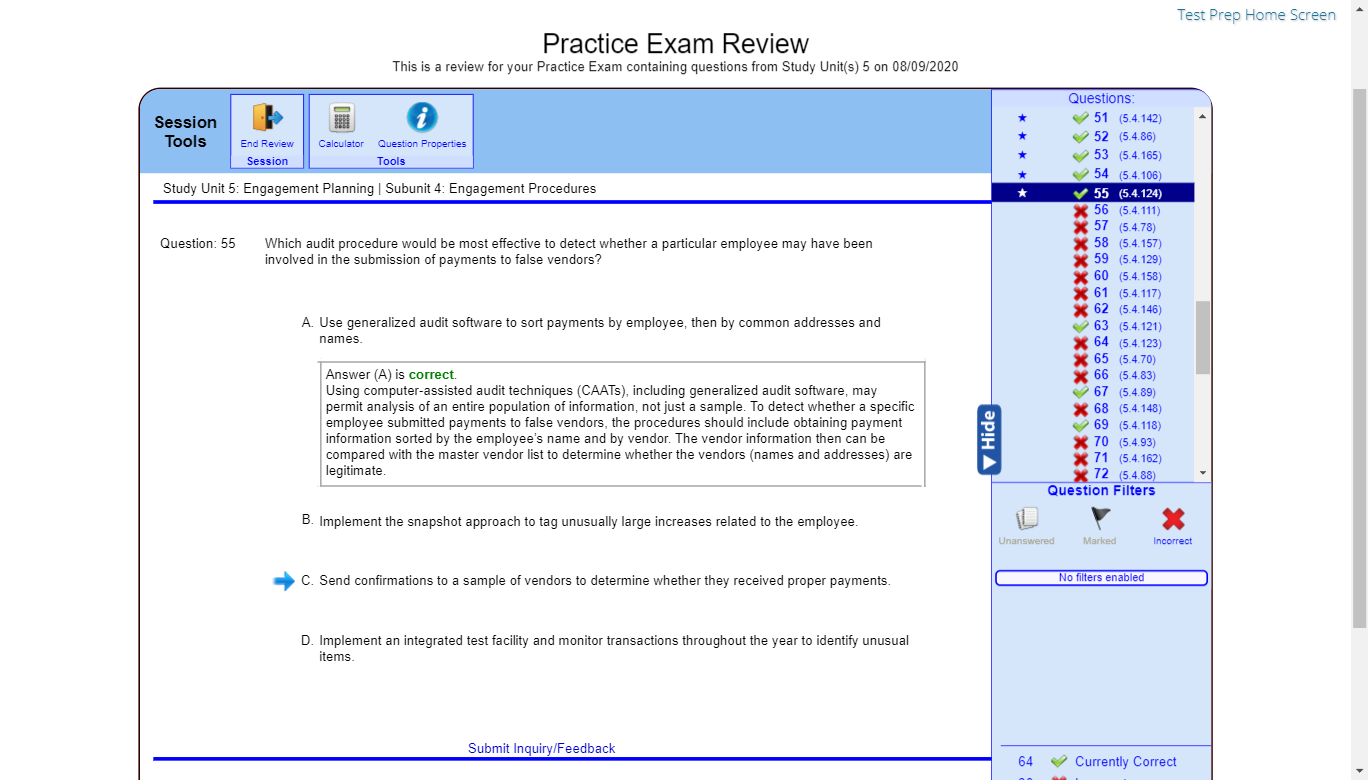 Test Prep Home Screen
Practice Exam Review
This is a review for your Practice Exam containing questions from Study Unit(s) 5 on 08/09/2020
Session Tools
End Review
Session
Calculator
Question Properties
Tools
Study Unit 5: Engagement Planning | Subunit 4: Engagement Procedures
Question: 55
Which audit procedure would be most effective to detect whether a particular employee may have been
involved in the submission of payments to false vendors?
A. Use generalized audit software to sort payments by employee, then by common addresses and
names.
Answer (A) is correct.
Using computer-assisted audit techniques (CAATs), including generalized audit software, may
permit analysis of an entire population of information, not just a sample. To detect whether a specific
employee submitted payments to false vendors, the procedures should include obtaining payment
information sorted by the employee's name and by vendor. The vendor information then can be
compared with the master vendor list to determine whether the vendors (names and addresses) are
legitimate.
B. Implement the snapshot approach to tag unusually large increases related to the employee.
C. Send confirmations to a sample of vendors to determine whether they received proper payments.
D. Implement an integrated test facility and monitor transactions throughout the year to identify unusual
items.
Submit Inquiry/Feedback
Hide
Questions:
51 (5.4.142)
52 (5.4.86)
53 (5.4.165)
54 (5.4.106)
55 (5.4.124)
56 (5.4.111)
57 (5.4.78)
58 (5.4.157)
59 (5.4.129)
60 (5.4.158)
61 (5.4.117)
62 (5.4.146)
63 (5.4.121)
64 (5.4.123)
65 (5.4.70)
66 (5.4.83)
67 (5.4.89)
68 (5.4.148)
69 (5.4.118)
70 (5.4.93)
71 (5.4.162)
72 (5.4.88)
Question Filters
Unanswered
Marked
Incorrect
No filters enabled
64 Currently Correct